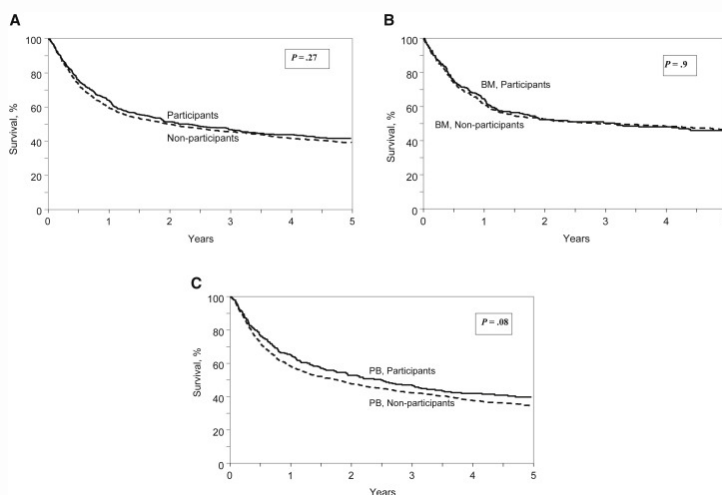 A
P = .27
100
80
60
40
20
0
Survival, %
Participants
Non-participants
0 1 2 3 4 5
Years
B
P = .9
100
80
60
40
20
0
Survival, %
BM, Participants
BM, Non-participants
0 1 2 3 4
Years
C
P = .08
100
80
60
40
20
0
Survival, %
PB, Participants
PB, Non-participants
0 1 2 3 4 5
Years